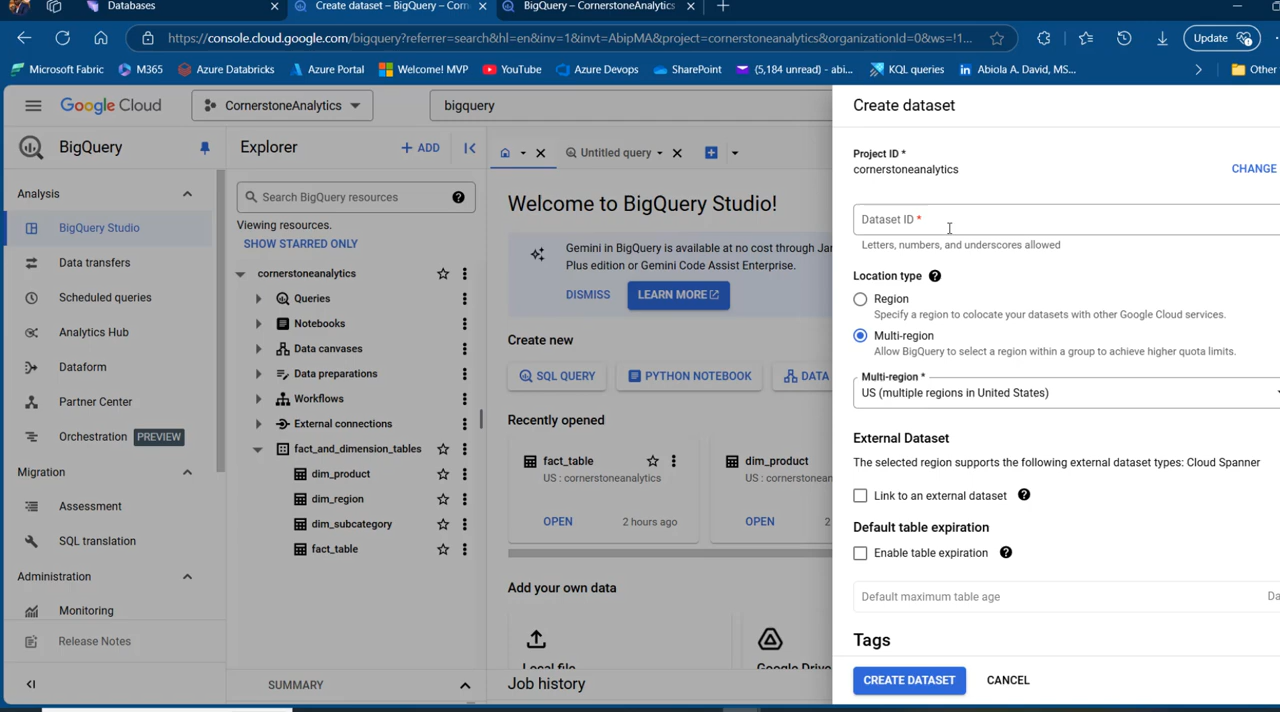 Databases
Create dataset – BigQuery – Corn
BigQuery – CornerstoneAnalytics
https://console.cloud.google.com/bigquery?referrer=search&hl=en&inv=1&invt=AbipMA&project=cornerstoneanalytics&organizationId=0&ws=!1...
Update
Microsoft Fabric
M365
Azure Databricks
Azure Portal
Welcome! MVP
YouTube
Azure Devops
SharePoint
(5,184 unread) - abi...
KQL queries
Abiola A. David, MS...
Other
Google Cloud
CornerstoneAnalytics
bigquery
BigQuery
Analysis
BigQuery Studio
Data transfers
Scheduled queries
Analytics Hub
Dataform
Partner Center
Orchestration PREVIEW
Migration
Assessment
SQL translation
Administration
Monitoring
Release Notes
Explorer
+ ADD
Search BigQuery resources
Viewing resources.
SHOW STARRED ONLY
cornerstoneanalytics
Queries
Notebooks
Data canvases
Data preparations
Workflows
External connections
fact_and_dimension_tables
dim_product
dim_region
dim_subcategory
fact_table
SUMMARY
Untitled query
Welcome to BigQuery Studio!
Gemini in BigQuery is available at no cost through Jan
Plus edition or Gemini Code Assist Enterprise.
DISMISS
LEARN MORE
Create new
SQL QUERY
PYTHON NOTEBOOK
DATA
Recently opened
fact_table
US : cornerstoneanalytics
OPEN
2 hours ago
dim_product
US : cornerstoneanalytics
OPEN
2
Add your own data
Local file
Google Drive
Job history
Create dataset
Project ID *
cornerstoneanalytics
CHANGE
Dataset ID *
Letters, numbers, and underscores allowed
Location type
Region
Specify a region to colocate your datasets with other Google Cloud services.
Multi-region
Allow BigQuery to select a region within a group to achieve higher quota limits.
Multi-region *
US (multiple regions in United States)
External Dataset
The selected region supports the following external dataset types: Cloud Spanner
Link to an external dataset
Default table expiration
Enable table expiration
Default maximum table age
Da
Tags
CREATE DATASET
CANCEL